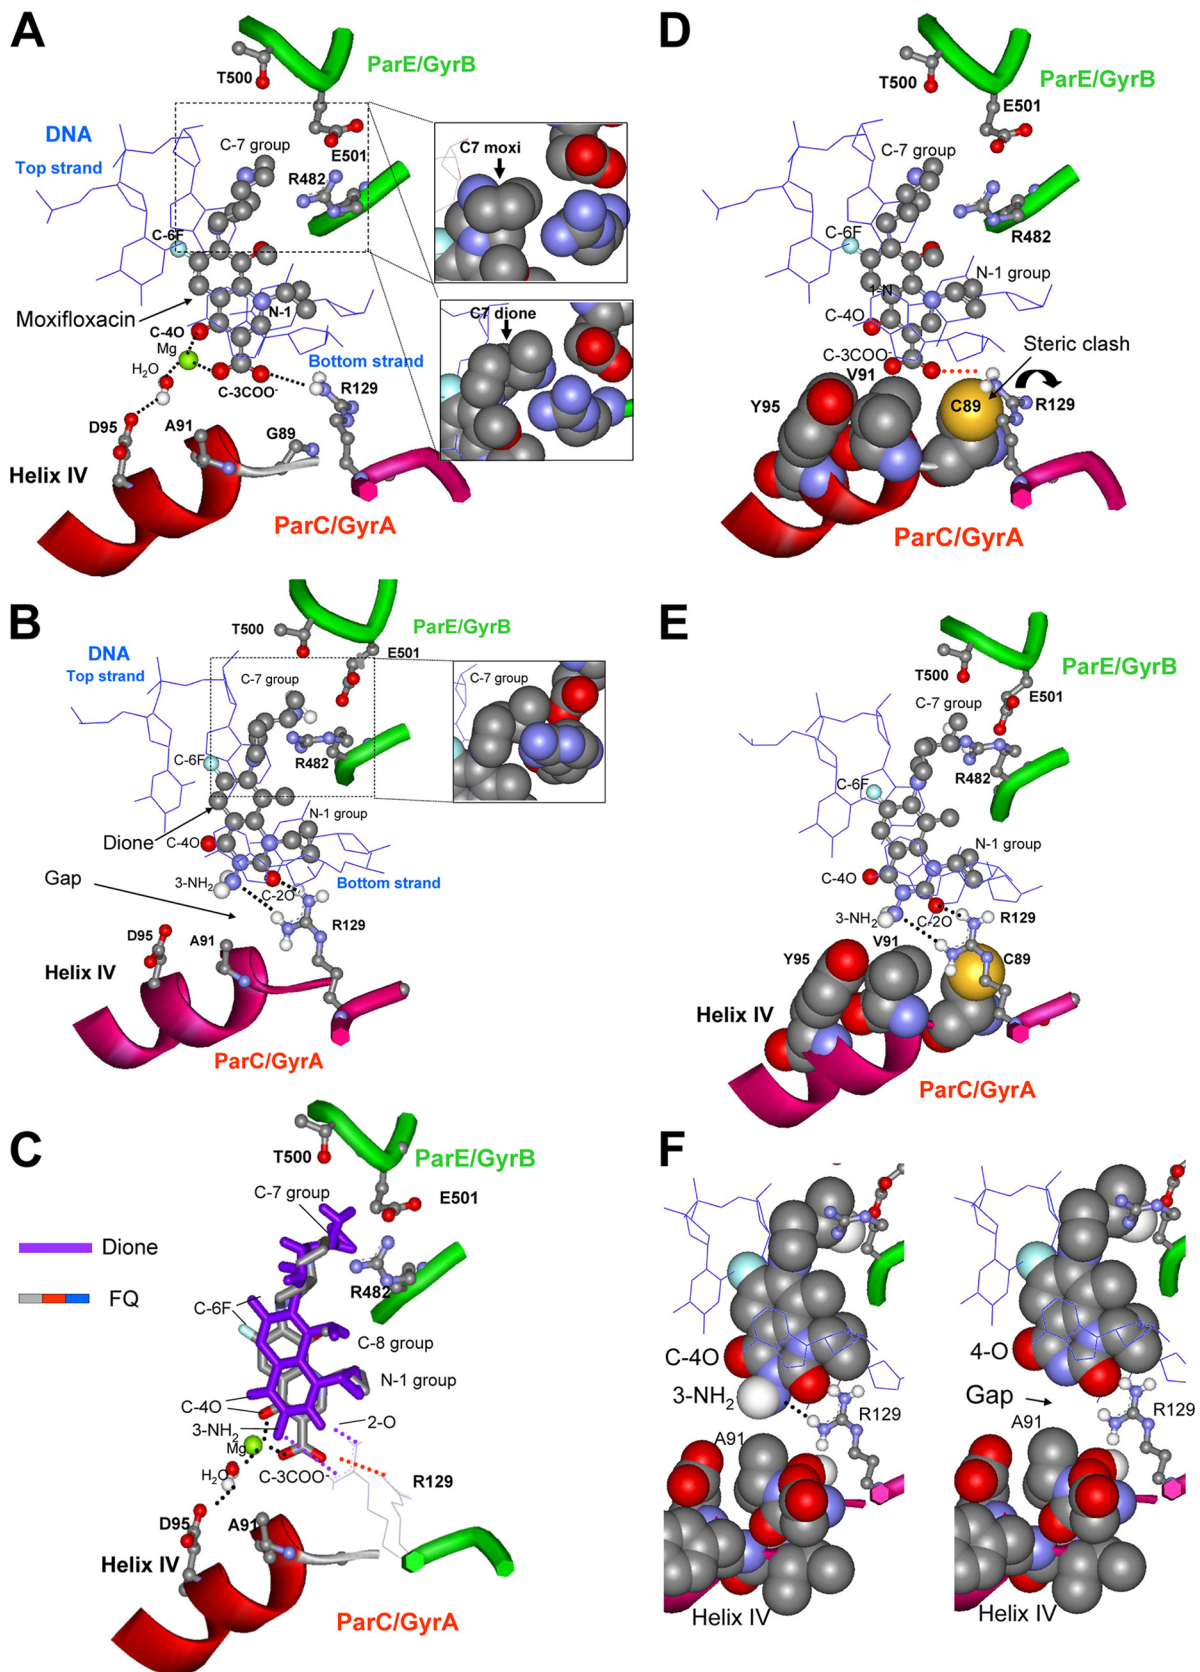 A
T500
ParE/GyrB
DNA
Top strand
C-7 group
E501
R482
C-6F
Moxifloxacin
N-1
C-4O
Mg
H2O
C-3COO-
Bottom strand
R129
D95
A91
G89
Helix IV
ParC/GyrA
C7 moxi
C7 dione
B
T500
ParE/GyrB
E501
DNA
Top strand
C-7 group
C-7 group
C-6F
R482
N-1 group
Dione
C-4O
Gap
3-NH2
C-2O
Bottom strand
R129
D95
A91
Helix IV
ParC/GyrA
C
T500
ParE/GyrB
C-7 group
E501
Dione
FQ
R482
C-6F
C-8 group
N-1 group
C-4O
3-NH2
2-O
Mg
H2O
C-3COO-
R129
D95
A91
Helix IV
ParC/GyrA
D
T500
ParE/GyrB
E501
C-7 group
C-6F
R482
N-1 group
1-N
C-4O
C-3COO-
Steric clash
V91
Y95
C89
R129
ParC/GyrA
E
T500
ParE/GyrB
E501
C-7 group
C-6F
R482
N-1 group
C-4O
3-NH2
C-2O
R129
V91
Y95
C89
Helix IV
ParC/GyrA
F
C-4O
3-NH2
R129
A91
Helix IV
4-O
Gap
R129
A91
Helix IV